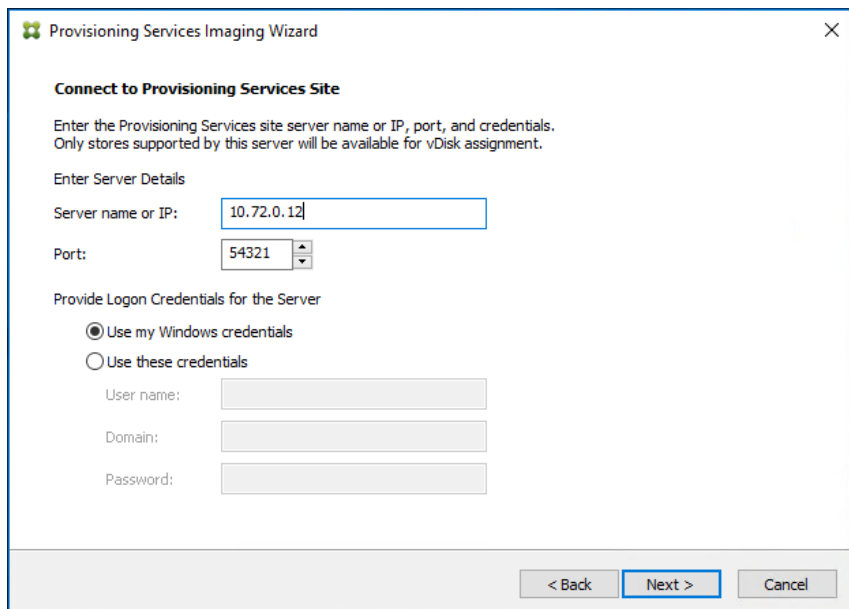 Provisioning Services Imaging Wizard
Connect to Provisioning Services Site
Enter the Provisioning Services site server name or IP, port, and credentials.
Only stores supported by this server will be available for vDisk assignment.
Enter Server Details
Server name or IP: 10.72.0.12
Port: 54321
Provide Logon Credentials for the Server
Use my Windows credentials
Use these credentials
User name:
Domain:
Password:
< Back Next > Cancel